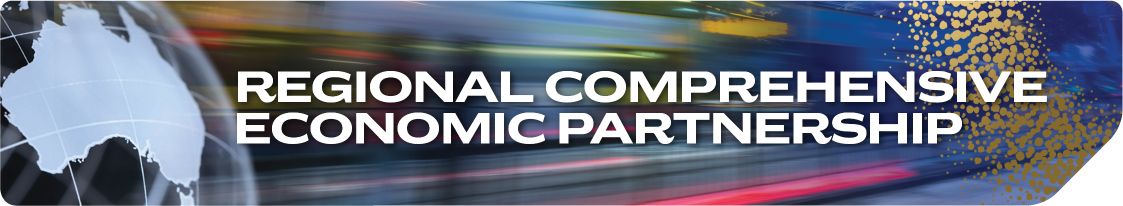 REGIONAL COMPREHENSIVE
ECONOMIC PARTNERSHIP